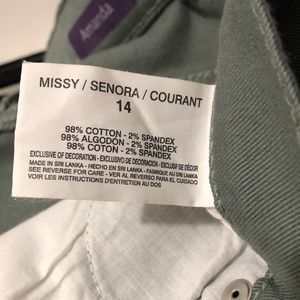 Amanda
MISSY / SENORA / COURANT
14
98% COTTON - 2% SPANDEX
98% ALGODON - 2% SPANDEX
98% COTON - 2% SPANDEX
EXCLUSIVE OF DECORATION - EXCLUSIVO DE DECORACION - EXCLUSIF DE DÉCOR
MADE IN SRI LANKA - HECHO EN SRI LANKA - FABRIQUE AU SRI LANKA
SEE REVERSE FOR CARE - VER AL REVERSO PARA EL CUIDADO
VOIR LES INSTRUCTIONS D'ENTRETIEN AU DOS